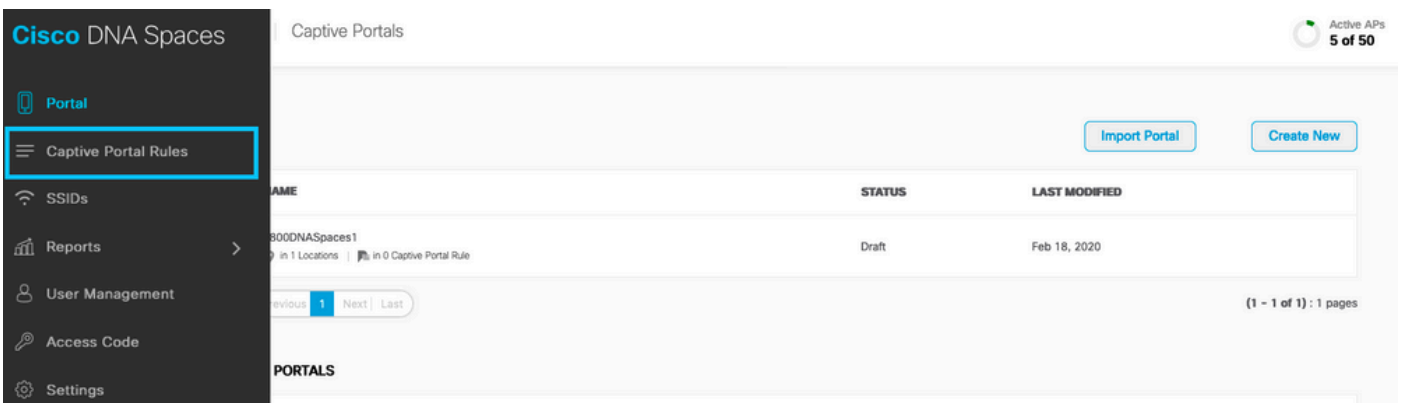 Cisco DNA Spaces
Captive Portals
Active APs
5 of 50
Portal
Captive Portal Rules
SSIDs
Reports
User Management
Access Code
Settings
Import Portal
Create New
AME
STATUS
LAST MODIFIED
800DNASpaces1
in 1 Locations | in 0 Captive Portal Rule
Draft
Feb 18, 2020
evious 1 Next | Last
(1 - 1 of 1) : 1 pages
PORTALS